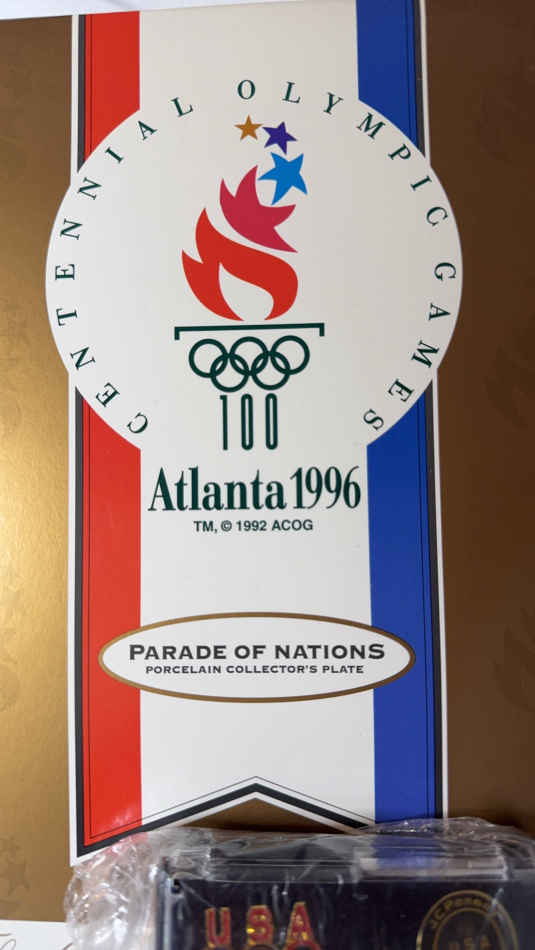 CENTENNIAL OLYMPIC GAMES
100
Atlanta 1996
TM, © 1992 ACOG
PARADE OF NATIONS
PORCELAIN COLLECTOR'S PLATE
USA